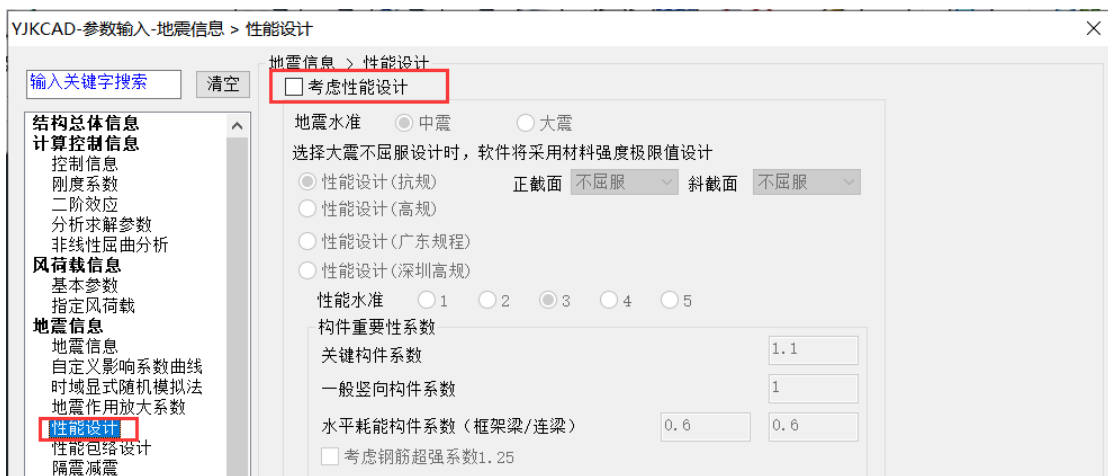 YJKCAD-参数输入-地震信息 > 性能设计
输入关键字搜索
清空
结构总体信息
计算控制信息
控制信息
刚度系数
二阶效应
分析求解参数
非线性屈曲分析
风荷载信息
基本参数
指定风荷载
地震信息
地震信息
自定义影响系数曲线
时域显式随机模拟法
地震作用放大系数
性能设计
性能包络设计
隔震减震
地震信息 > 性能设计
考虑性能设计
地震水准 中震 大震
选择大震不屈服设计时，软件将采用材料强度极限值设计
性能设计(抗规) 正截面 不屈服 斜截面 不屈服
性能设计(高规)
性能设计(广东规程)
性能设计(深圳高规)
性能水准 1 2 3 4 5
构件重要性系数
关键构件系数 1.1
一般竖向构件系数 1
水平耗能构件系数（框架梁/连梁） 0.6 0.6
考虑钢筋超强系数1.25